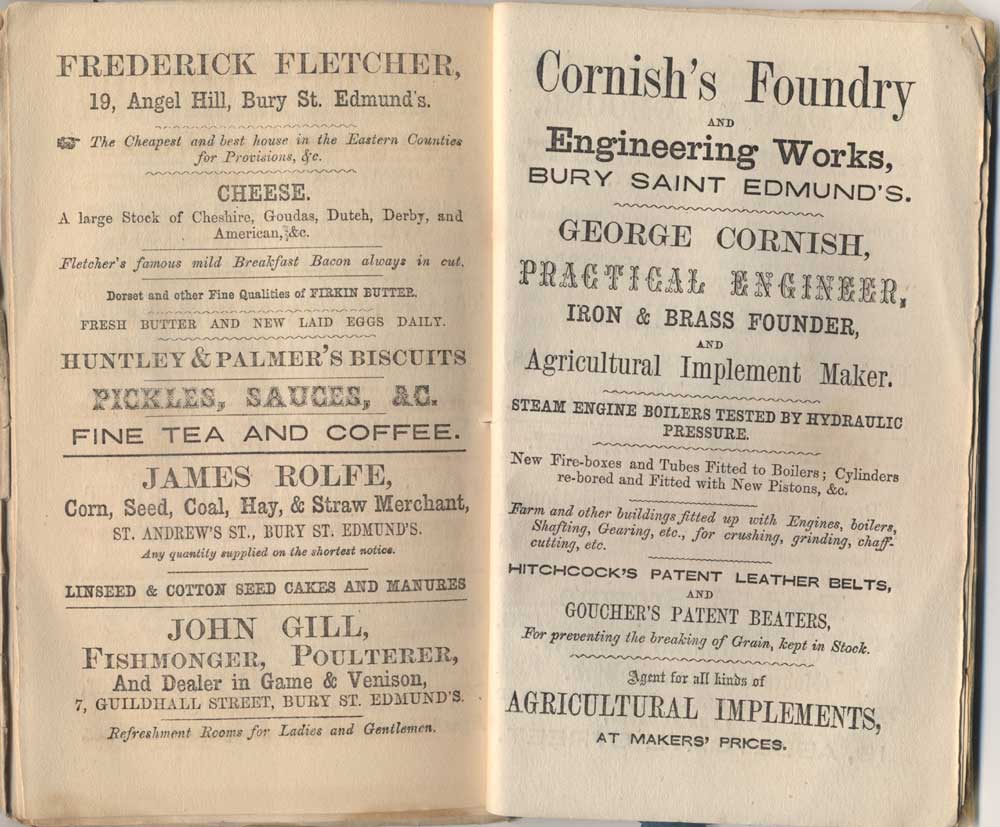 FREDERICK FLETCHER,
19, Angel Hill, Bury St. Edmund's.
☞ The Cheapest and best house in the Eastern Counties
for Provisions, &c.
CHEESE.
A large Stock of Cheshire, Goudas, Dutch, Derby, and
American, &c.
Fletcher's famous mild Breakfast Bacon always in cut.
Dorset and other Fine Qualities of FIRKIN BUTTER.
FRESH BUTTER AND NEW LAID EGGS DAILY.
HUNTLEY & PALMER'S BISCUITS
PICKLES, SAUCES, &C.
FINE TEA AND COFFEE.
JAMES ROLFE,
Corn, Seed, Coal, Hay, & Straw Merchant,
ST. ANDREW'S ST., BURY ST. EDMUND'S.
Any quantity supplied on the shortest notice.
LINSEED & COTTON SEED CAKES AND MANURES
JOHN GILL,
FISHMONGER, POULTERER,
And Dealer in Game & Venison,
7, GUILDHALL STREET, BURY ST. EDMUND'S.
Refreshment Rooms for Ladies and Gentlemen.
Cornish's Foundry
AND
Engineering Works,
BURY SAINT EDMUND'S.
GEORGE CORNISH,
PRACTICAL ENGINEER,
IRON & BRASS FOUNDER,
AND
Agricultural Implement Maker.
STEAM ENGINE BOILERS TESTED BY HYDRAULIC
PRESSURE.
New Fire-boxes and Tubes Fitted to Boilers; Cylinders
re-bored and Fitted with New Pistons, &c.
Farm and other buildings fitted up with Engines, boilers,
Shafting, Gearing, etc., for crushing, grinding, chaff-
cutting, etc.
HITCHCOCK'S PATENT LEATHER BELTS,
AND
GOUCHER'S PATENT BEATERS,
For preventing the breaking of Grain, kept in Stock.
Agent for all kinds of
AGRICULTURAL IMPLEMENTS,
AT MAKERS' PRICES.